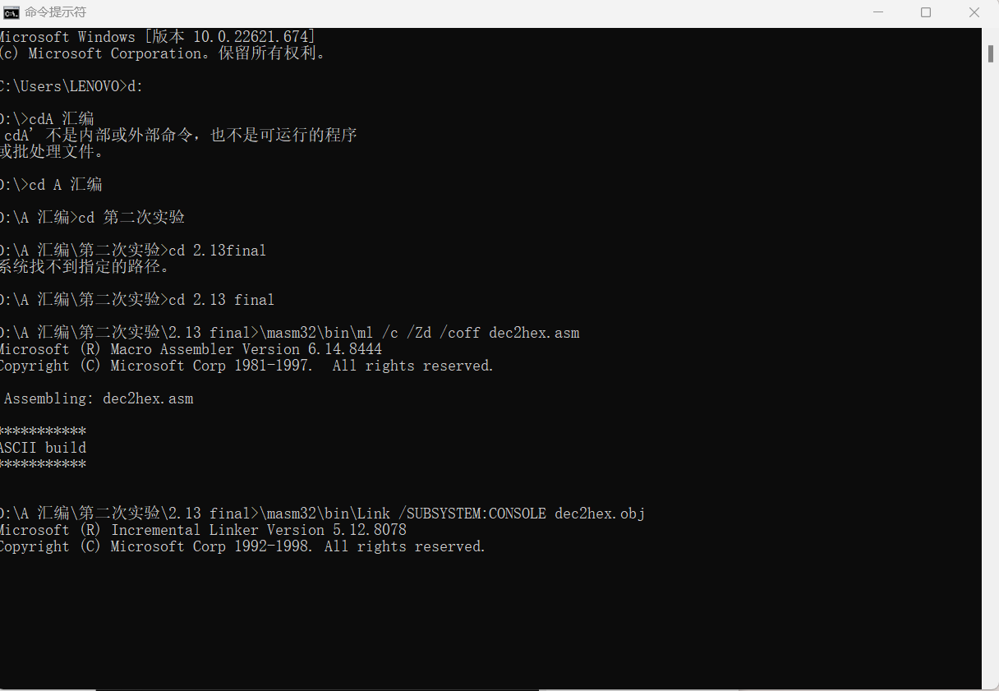 命令提示符
Microsoft Windows [版本 10.0.22621.674]
(c) Microsoft Corporation。保留所有权利。
C:\Users\LENOVO>d:
D:\>cdA 汇编
'cdA' 不是内部或外部命令，也不是可运行的程序
或批处理文件。
D:\>cd A 汇编
D:\A 汇编>cd 第二次实验
D:\A 汇编\第二次实验>cd 2.13final
系统找不到指定的路径。
D:\A 汇编\第二次实验>cd 2.13 final
D:\A 汇编\第二次实验\2.13 final>\masm32\bin\ml /c /Zd /coff dec2hex.asm
Microsoft (R) Macro Assembler Version 6.14.8444
Copyright (C) Microsoft Corp 1981-1997.  All rights reserved.
Assembling: dec2hex.asm
***********
ASCII build
***********
D:\A 汇编\第二次实验\2.13 final>\masm32\bin\Link /SUBSYSTEM:CONSOLE dec2hex.obj
Microsoft (R) Incremental Linker Version 5.12.8078
Copyright (C) Microsoft Corp 1992-1998. All rights reserved.